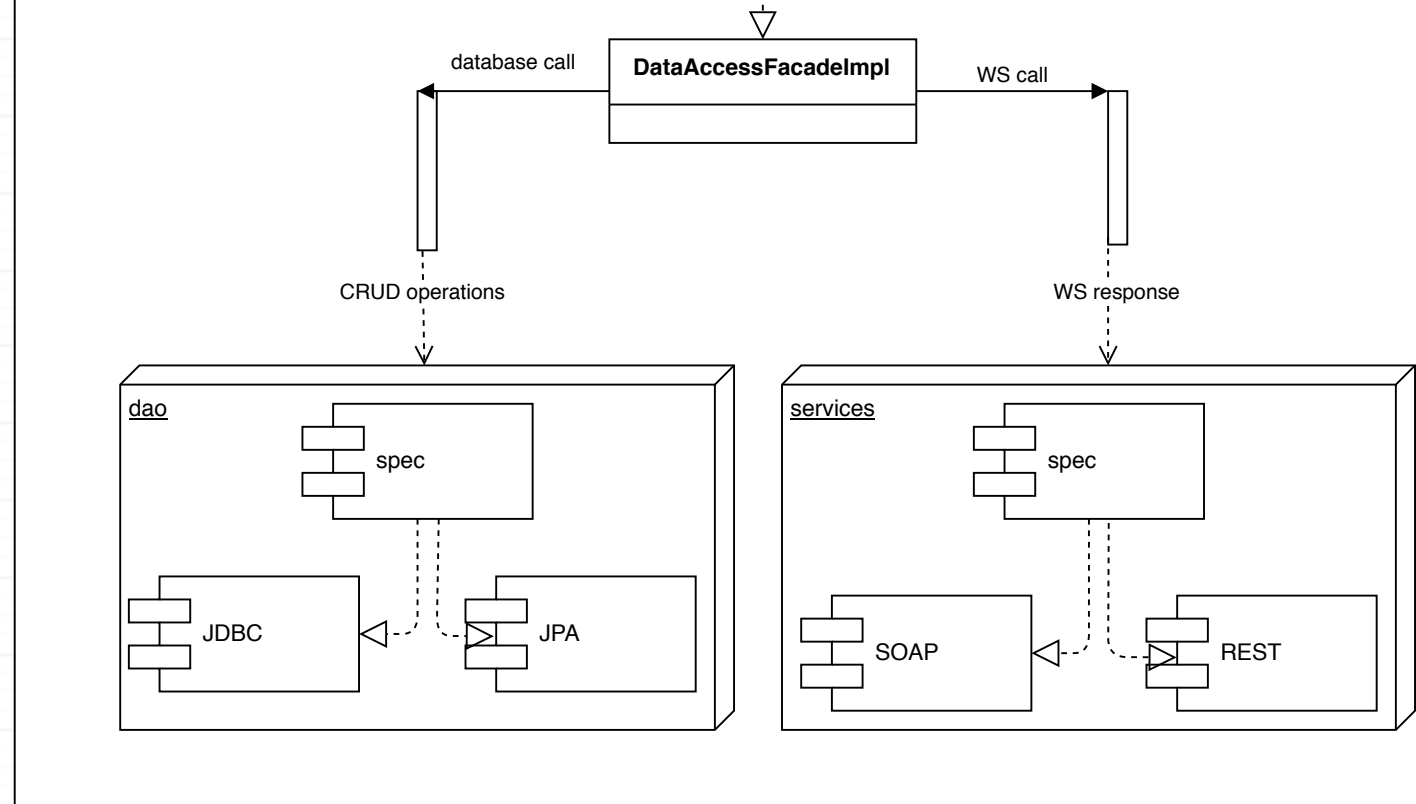 DataAccessFacadeImpl
database call
WS call
CRUD operations
WS response
dao
spec
JDBC
JPA
services
spec
SOAP
REST